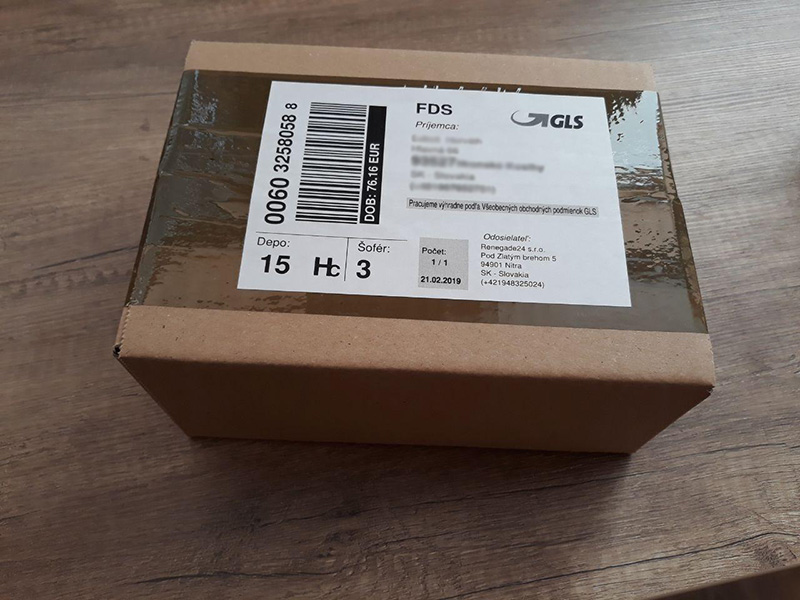 0060 3258058 8
DOB: 76.16 EUR
FDS
GLS
Príjemca:
SK - Slovakia
Pracujeme výhradne podľa Všeobecných obchodných podmienok GLS
Depo:
15 Hc
Šofér:
3
Počet:
1 / 1
21.02.2019
Odosielateľ:
Renegade24 s.r.o.
Pod Zlatým brehom 5
94901 Nitra
SK - Slovakia
(+421948325024)